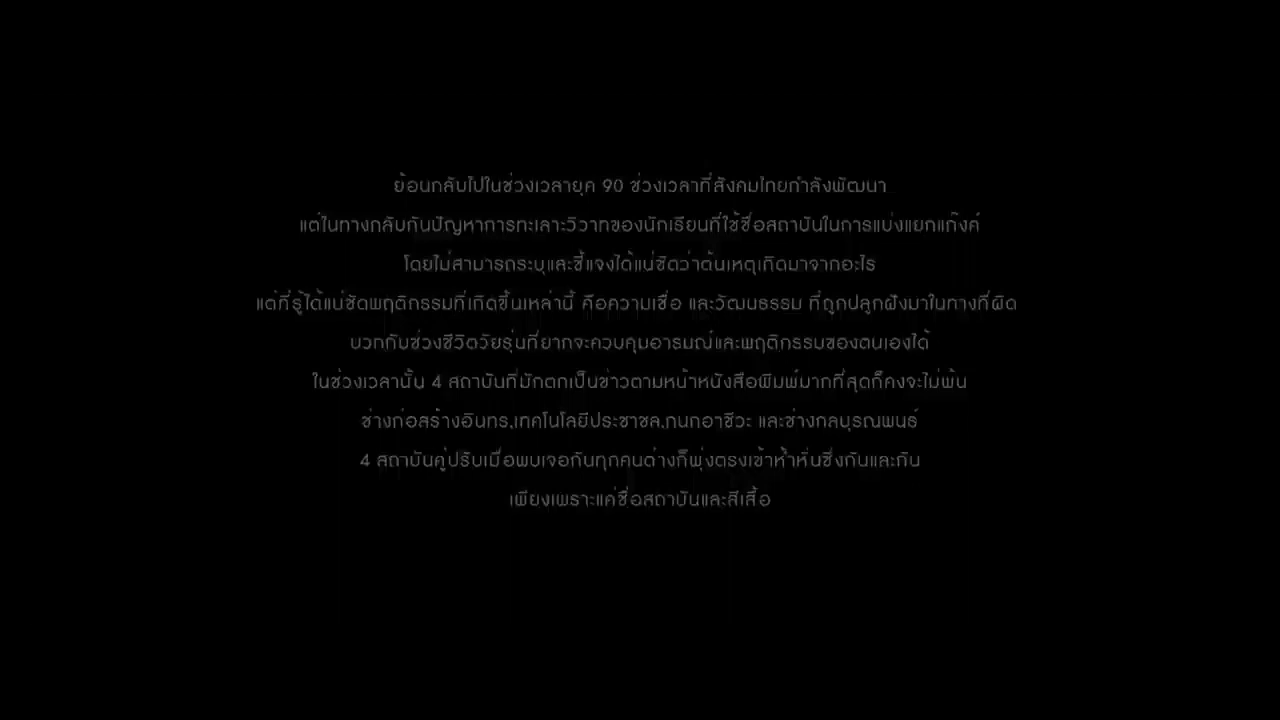 ย้อนกลับไปในช่วงเวลายุค 90 ช่วงเวลาที่สังคมไทยกำลังพัฒนา
แต่ในทางกลับกันปัญหาการทะเลาะวิวาทของนักเรียนที่ใช้ชื่อสถาบันในการแบ่งแยกแก๊งค์
โดยไม่สามารถระบุและชี้แจงได้แน่ชัดว่าต้นเหตุเกิดมาจากอะไร
แต่ที่รู้ได้แน่ชัดพฤติกรรมที่เกิดขึ้นเหล่านี้ คือความเชื่อ และวัฒนธรรม ที่ถูกปลูกฝังมาในทางที่ผิด
บวกกับช่วงชีวิตวัยรุ่นที่ยากจะควบคุมอารมณ์และพฤติกรรมของตนเองได้
ในช่วงเวลานั้น 4 สถาบันที่มักตกเป็นข่าวตามหน้าหนังสือพิมพ์มากที่สุดก็คงจะไม่พ้น
ช่างก่อสร้างอินทร,เทคโนโลยีประชาชล,กนกอาชีวะ และช่างกลบุรณพนธ์
4 สถาบันคู่ปรับเมื่อพบเจอกันทุกคนต่างก็พุ่งตรงเข้าห้ำหั่นซึ่งกันและกัน
เพียงเพราะแค่ชื่อสถาบันและสีเสื้อ